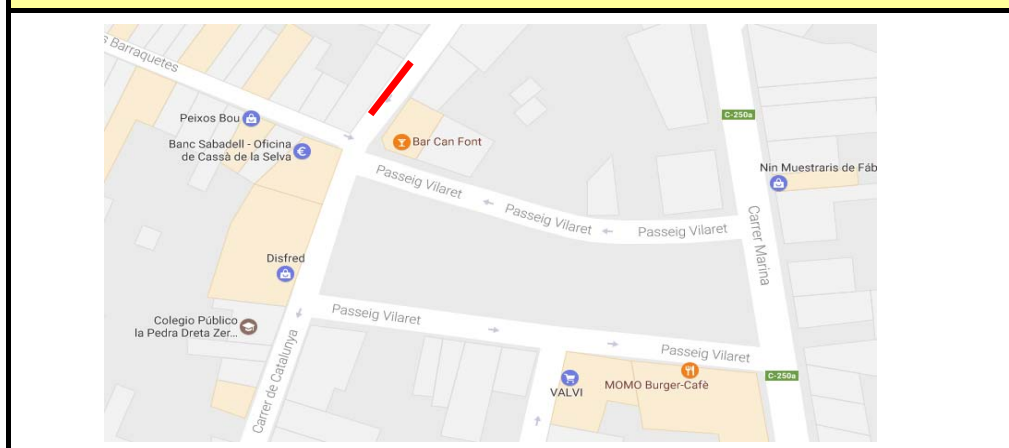 s Barraquetes
Peixos Bou
Banc Sabadell - Oficina
de Cassà de la Selva
Bar Can Font
C-250a
Nin Muestraris de Fáb
Passeig Vilaret
Passeig Vilaret
Passeig Vilaret
Carrer Marina
Disfred
Passeig Vilaret
Colegio Público
la Pedra Dreta Zer...
Carrer de Catalunya
Passeig Vilaret
VALVI
MOMO Burger-Cafè
C-250a